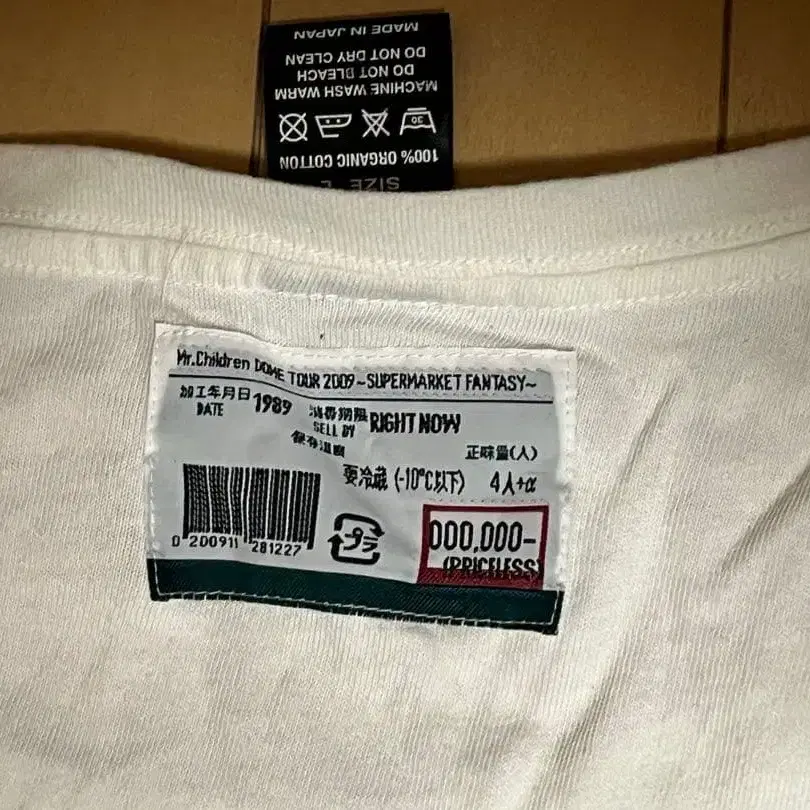 MADE IN JAPAN
DO NOT DRY CLEAN
DO NOT BLEACH
MACHINE WASH WARM
30
100% ORGANIC COTTON
SIZE
Mr.Children DOME TOUR 2009 ~SUPERMARKET FANTASY~
加工年月日
DATE
1989
消費期限
SELL BY
RIGHT NOW
保存温度
正味量(人)
要冷蔵 (-10℃以下)
4人+α
0 200911 281227
プラ
000,000-
(PRICELESS)